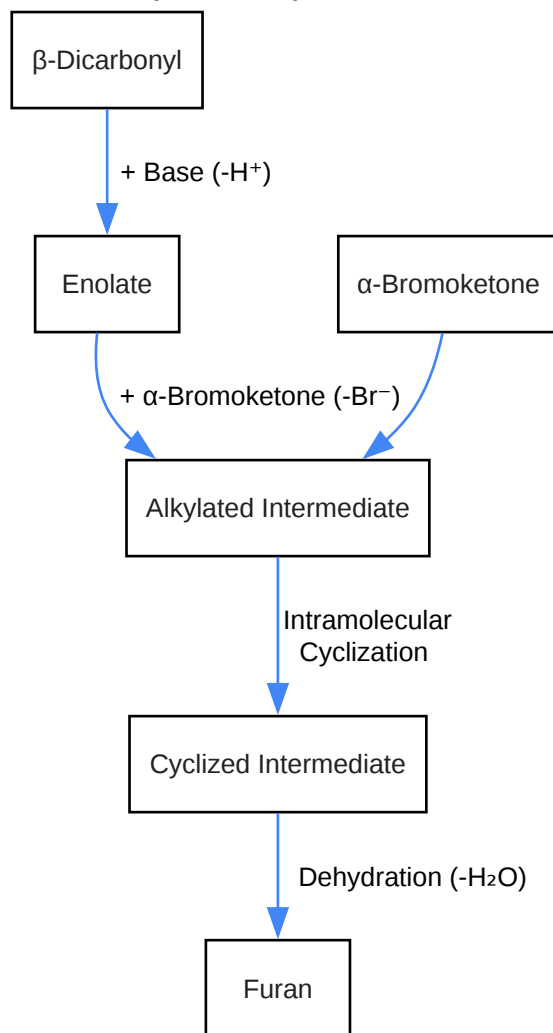 β-Dicarbonyl
+ Base (-H⁺)
Enolate
α-Bromoketone
+ α-Bromoketone (-Br⁻)
Alkylated Intermediate
Intramolecular
Cyclization
Cyclized Intermediate
Dehydration (-H₂O)
Furan